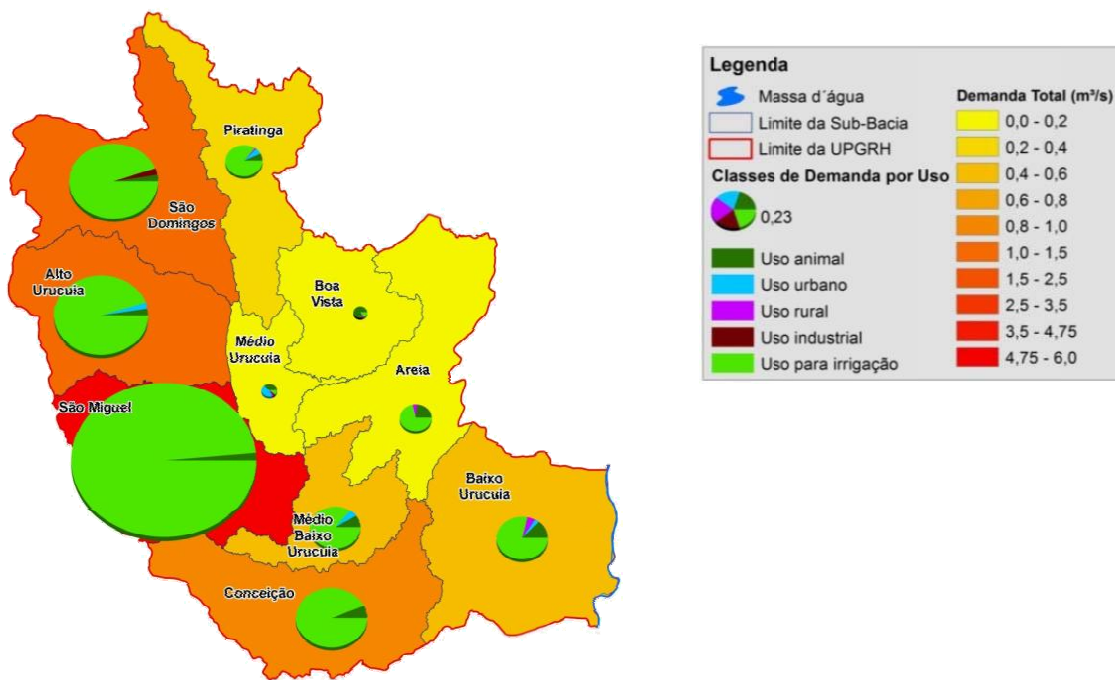 Piratinga
São
Domingos
Alto
Urucuia
Boa
Vista
Médio
Urucuia
Areia
São Miguel
Baixo
Urucuia
Médio
Baixo
Urucuia
Conceição
Legenda
Massa d´água
Limite da Sub-Bacia
Limite da UPGRH
Classes de Demanda por Uso
0,23
Uso animal
Uso urbano
Uso rural
Uso industrial
Uso para irrigação
Demanda Total (m³/s)
0,0 - 0,2
0,2 - 0,4
0,4 - 0,6
0,6 - 0,8
0,8 - 1,0
1,0 - 1,5
1,5 - 2,5
2,5 - 3,5
3,5 - 4,75
4,75 - 6,0